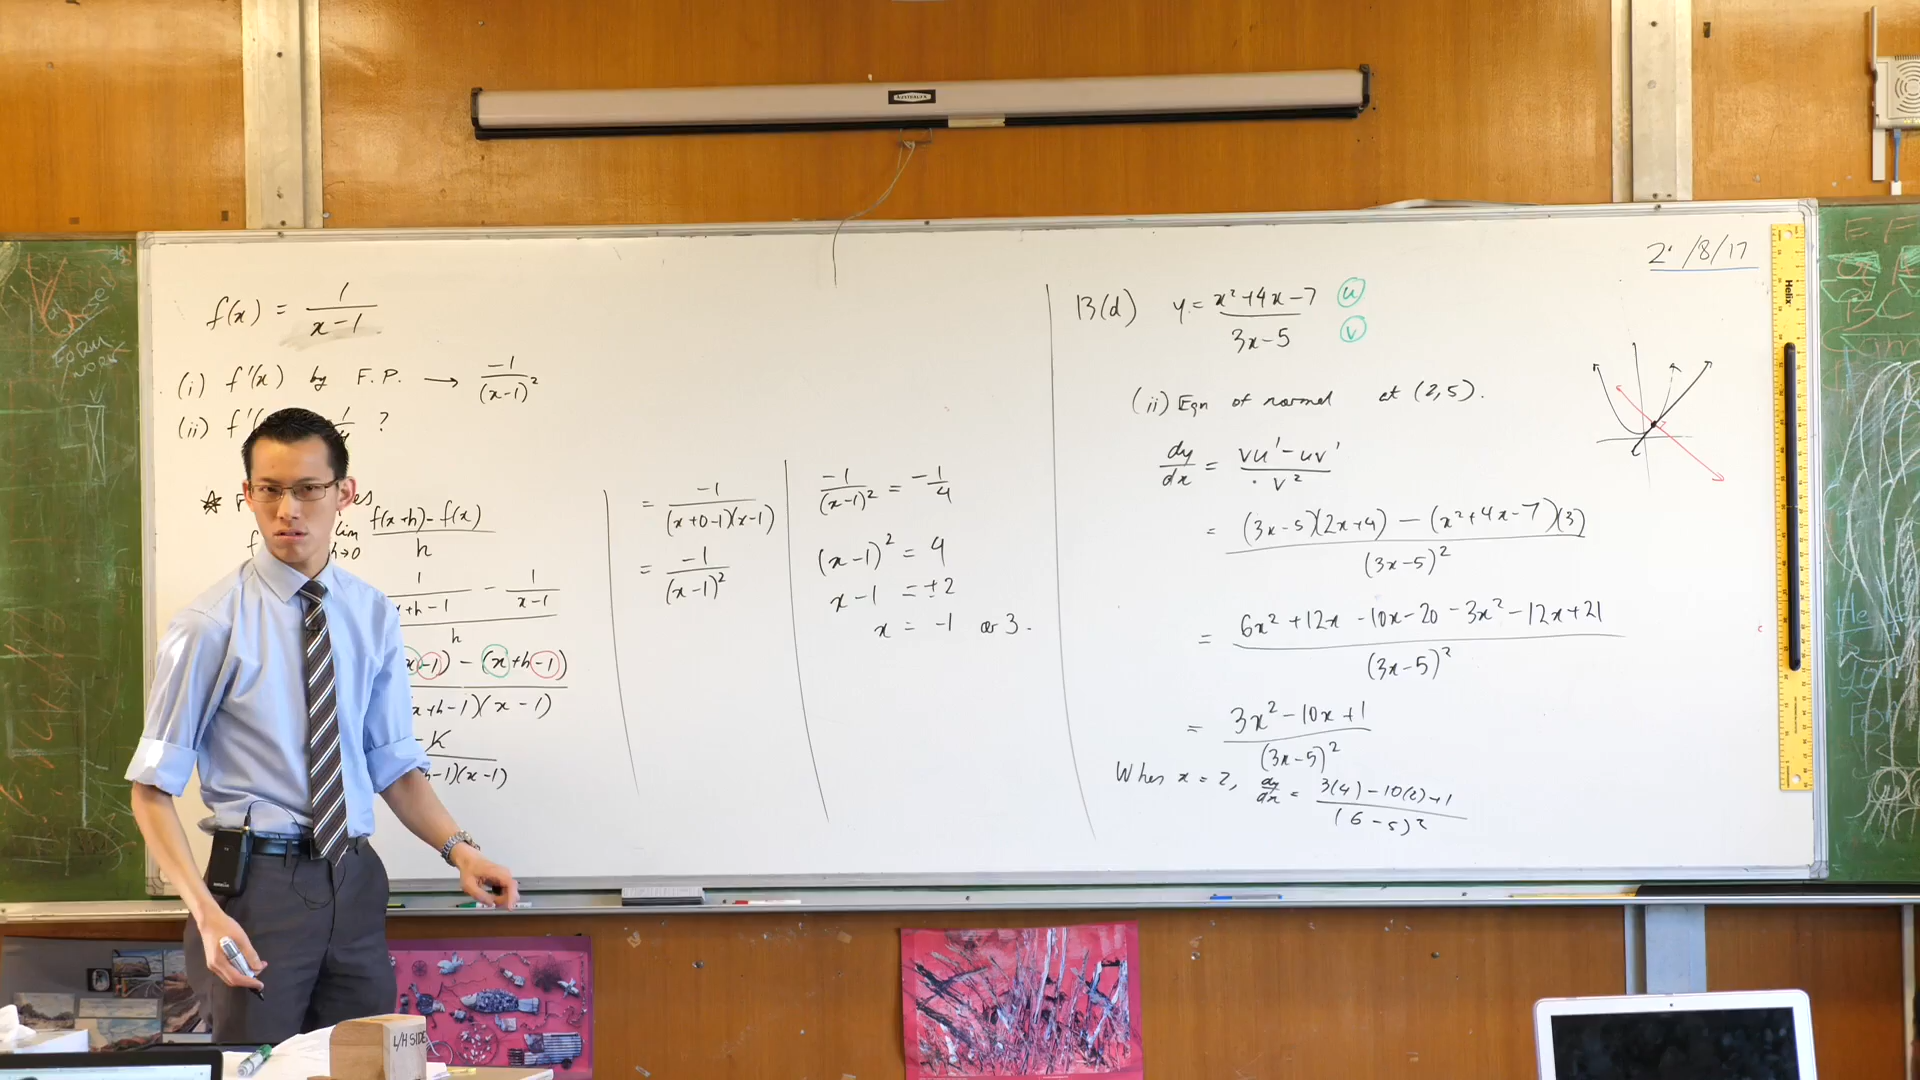 f(x) = 1/(x-1)
(i) f'(x) by F.P. → -1/(x-1)²
(ii) f' ?
lim h→0 (f(x+h) - f(x))/h
1/(x+h-1) - 1/(x-1)
h
-1) - (x+h-1)
x+h-1)(x-1)
-h
h-1)(x-1)
= -1/((x+0-1)(x-1))
= -1/(x-1)²
-1/(x-1)² = -1/4
(x-1)² = 4
x-1 = ±2
x = -1 or 3.
/8/17
13(d) y = (x²+4x-7)/(3x-5) u v
(ii) Eqn of normal at (2,5).
dy/dx = (vu'-uv')/v²
= ((3x-5)(2x+4) - (x²+4x-7)(3))/(3x-5)²
= (6x²+12x-10x-20-3x²-12x+21)/(3x-5)²
= (3x²-10x+1)/(3x-5)²
When x = 2, dy/dx = (3(4)-10(2)+1)/(6-5)²
Helix
FORM
L/H SIDE